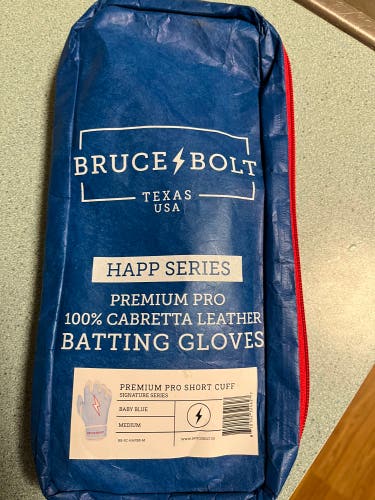 BRUCE BOLT
TEXAS
USA
HAPP SERIES
PREMIUM PRO
100% CABRETTA LEATHER
BATTING GLOVES
PREMIUM PRO SHORT CUFF
SIGNATURE SERIES
BABY BLUE
MEDIUM